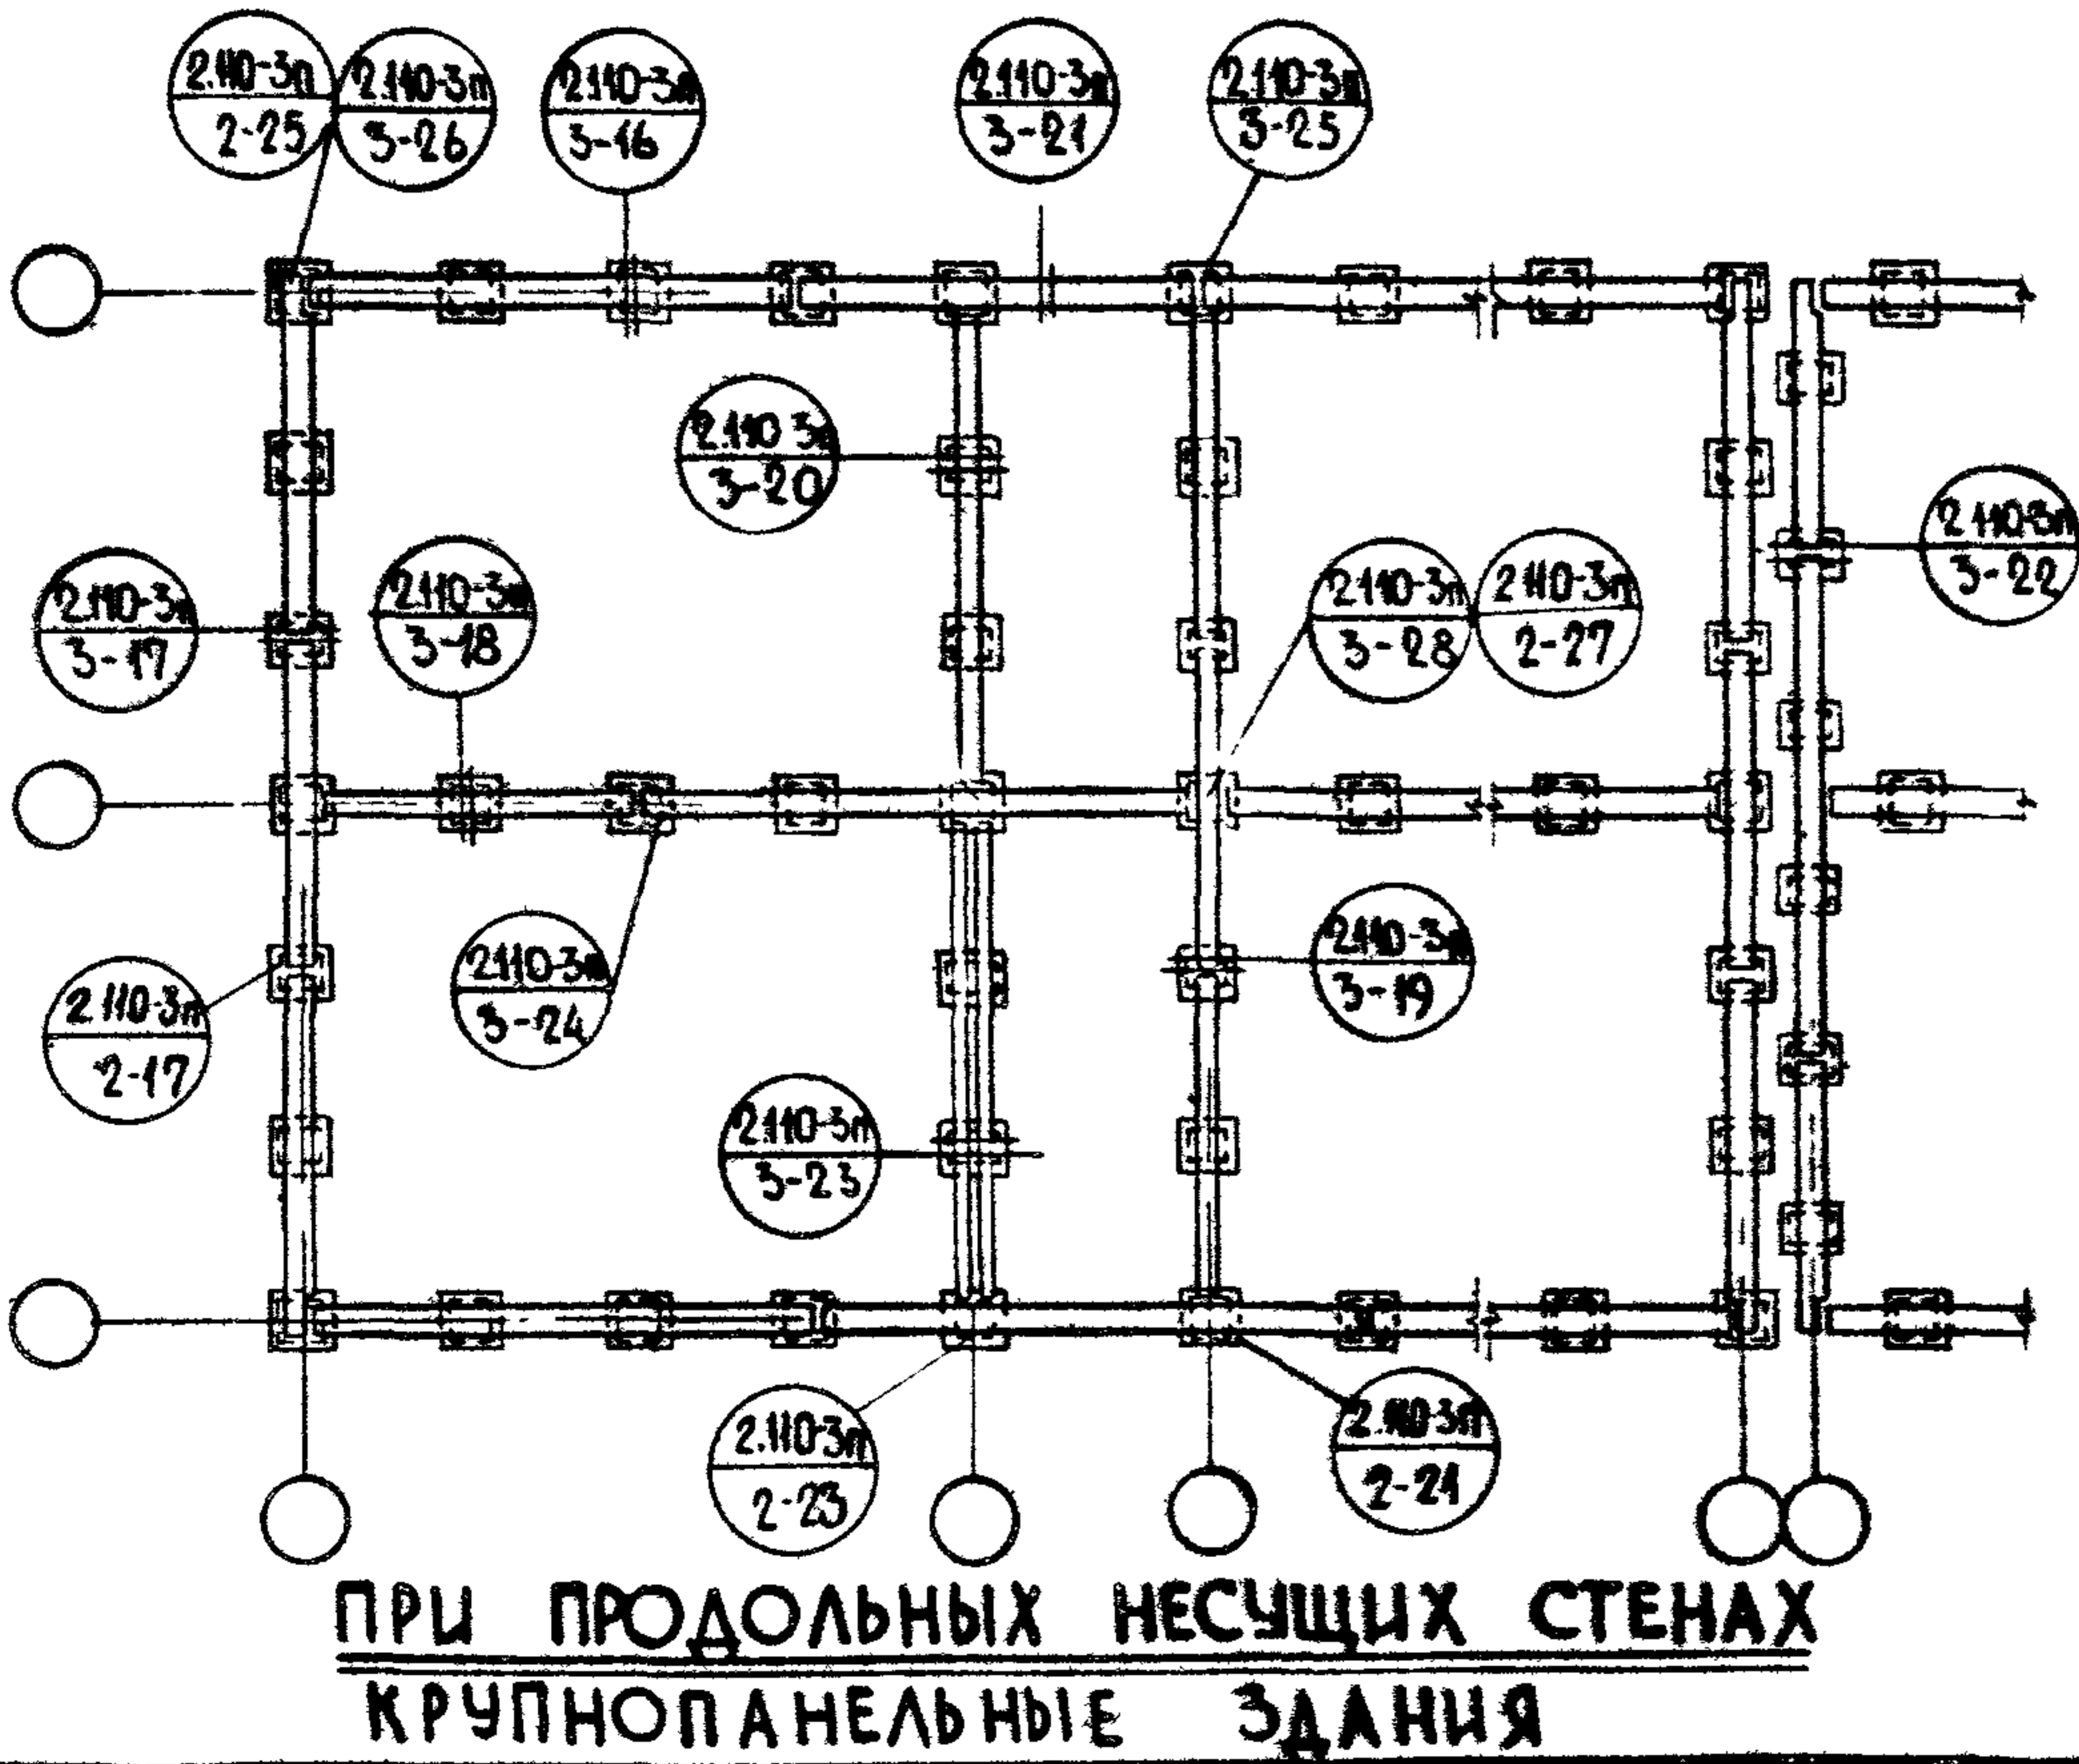 2.110-3п
2-25
2.110-3п
3-26
2.110-3п
3-16
2.110-3п
3-21
2.110-3п
3-25
2.110 3п
3-20
2.110-3п
3-22
2.110-3п
3-17
2.110-3п
3-18
2.110-3п
3-28
2.110-3п
2-27
2.110-3п
2-17
2.110-3п
3-24
2.110-3п
3-19
2.110-3п
3-23
2.110-3п
2-23
2.110-3п
2-21
ПРИ ПРОДОЛЬНЫХ НЕСУЩИХ СТЕНАХ
КРУПНОПАНЕЛЬНЫЕ ЗДАНИЯ